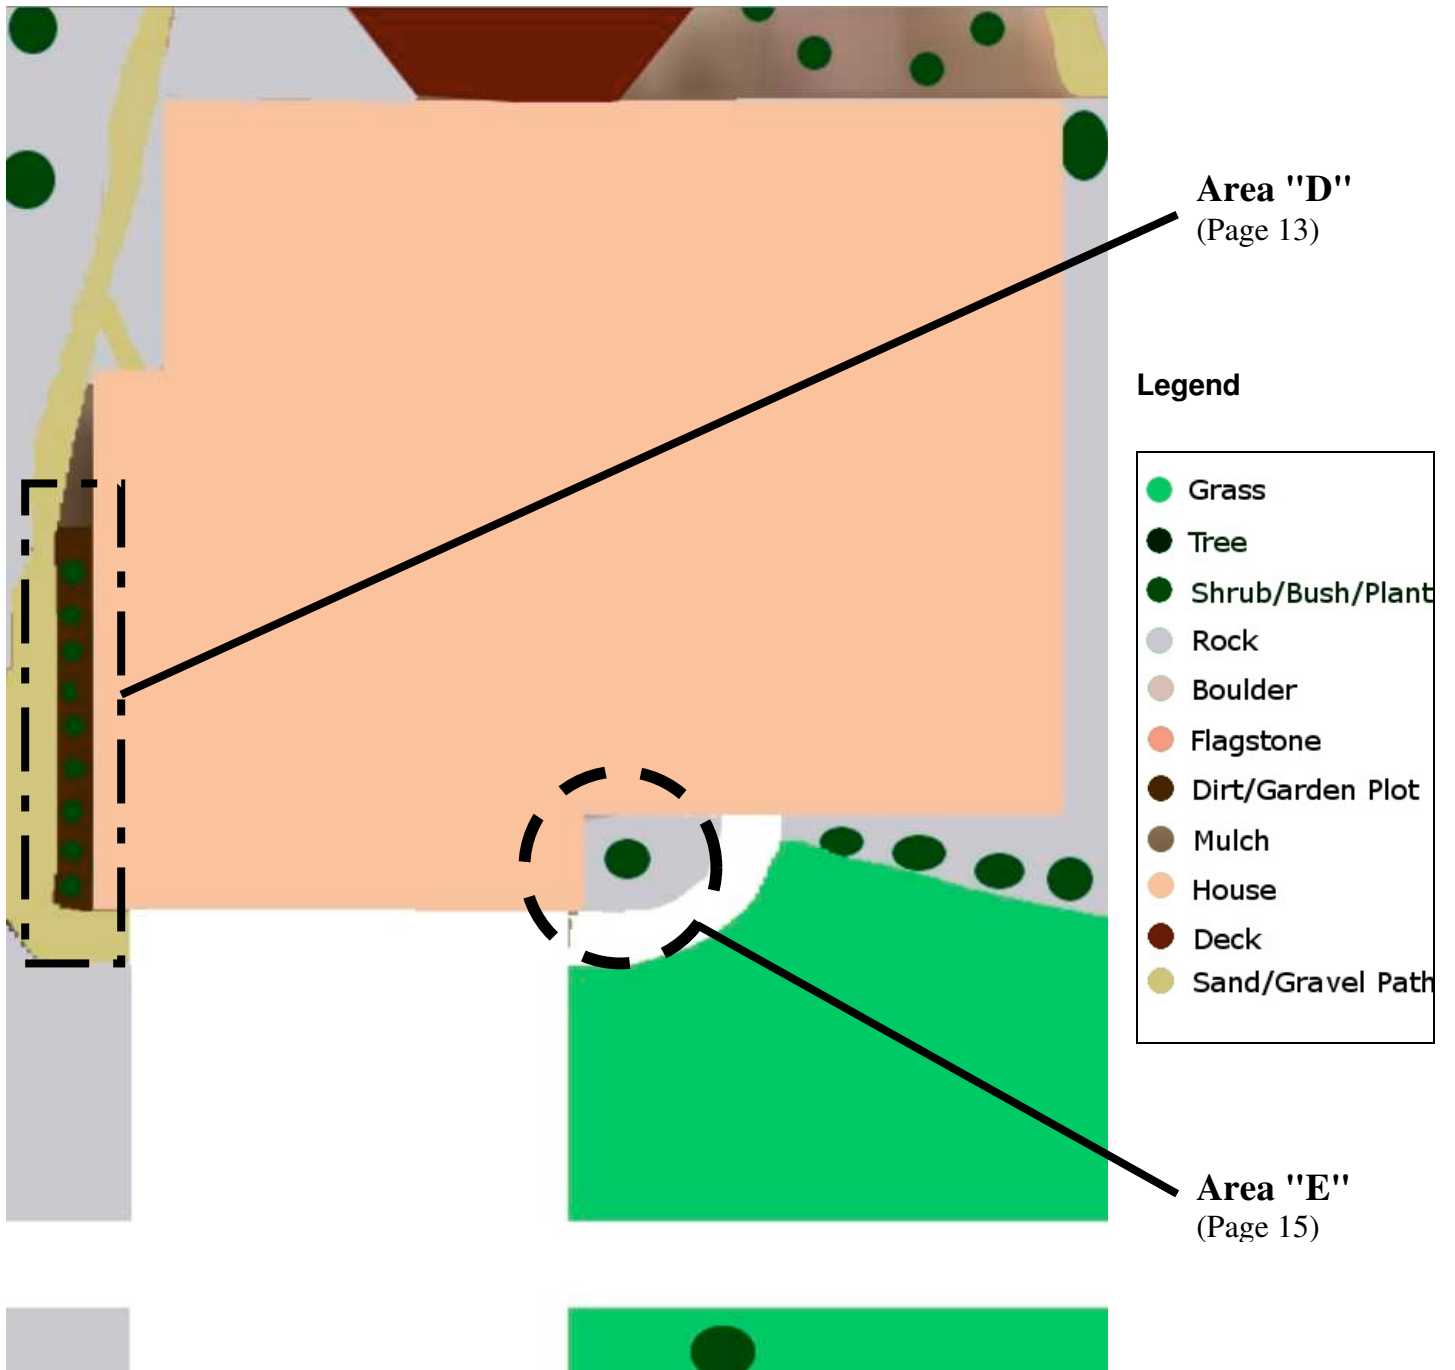 Area "D"
(Page 13)
Legend
Grass
Tree
Shrub/Bush/Plant
Rock
Boulder
Flagstone
Dirt/Garden Plot
Mulch
House
Deck
Sand/Gravel Path
Area "E"
(Page 15)